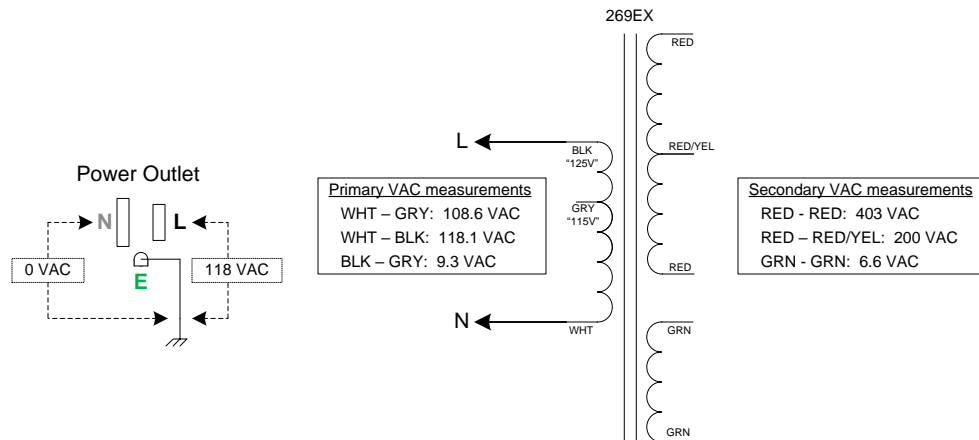 269EX
RED
RED/YEL
RED
GRN
GRN
L
BLK
"125V"
GRY
"115V"
N
WHT
Power Outlet
N
L
E
0 VAC
118 VAC
Primary VAC measurements
WHT – GRY: 108.6 VAC
WHT – BLK: 118.1 VAC
BLK – GRY: 9.3 VAC
Secondary VAC measurements
RED - RED: 403 VAC
RED – RED/YEL: 200 VAC
GRN - GRN: 6.6 VAC